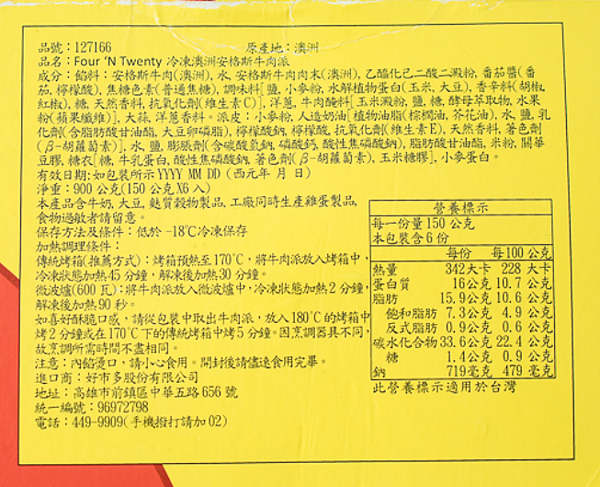 品號：127166 原產地：澳洲
品名：Four 'N Twenty 冷凍澳洲安格斯牛肉派
成分：餡料：安格斯牛肉(澳洲), 水, 安格斯牛肉肉末(澳洲), 乙醯化己二酸二澱粉, 番茄醬(番
茄, 檸檬酸), 焦糖色素(普通焦糖), 調味料[鹽, 小麥粉, 水解植物蛋白(玉米, 大豆), 香辛料(胡椒,
紅椒), 糖, 天然香料, 抗氧化劑(維生素C)], 洋蔥, 牛肉醃料[玉米澱粉, 鹽, 糖, 酵母萃取物, 水果
粉(蘋果纖維)], 大蒜, 洋蔥香料。派皮：小麥粉, 人造奶油[植物油脂(棕櫚油, 芥花油), 水, 鹽, 乳
化劑(含脂肪酸甘油酯, 大豆卵磷脂), 檸檬酸鈉, 檸檬酸, 抗氧化劑(維生素E), 天然香料, 著色劑
(β-胡蘿蔔素)], 水, 鹽, 膨脹劑(含碳酸氫鈉, 磷酸鈣, 酸性焦磷酸鈉), 脂肪酸甘油酯, 米粉, 關華
豆膠, 糖衣[糖, 牛乳蛋白, 酸性焦磷酸鈉, 著色劑(β-胡蘿蔔素), 玉米糖膠], 小麥蛋白。
有效日期：如包裝所示YYYY MM DD (西元年 月 日)
淨重：900 公克(150 公克X6 入)
本產品含牛奶, 大豆, 麩質穀物製品, 工廠同時生產雞蛋製品,
食物過敏者請留意。
保存方法及條件：低於 -18℃冷凍保存
加熱調理條件：
傳統烤箱(推薦方式)：烤箱預熱至170℃, 將牛肉派放入烤箱中,
冷凍狀態加熱45 分鐘, 解凍後加熱30 分鐘。
微波爐(600 瓦)：將牛肉派放入微波爐中, 冷凍狀態加熱2 分鐘,
解凍後加熱 90 秒。
如喜好酥脆口感, 請從包裝中取出牛肉派, 放入180℃的烤箱中
烤2 分鐘或在170℃下的傳統烤箱中烤5 分鐘。因烹調器具不同,
故烹調所需時間不盡相同。
注意：內餡燙口, 請小心食用。開封後請儘速食用完畢。
進口商：好市多股份有限公司
地址：高雄市前鎮區中華五路656 號
統一編號：96972798
電話：449-9909(手機撥打請加02)
營養標示
每一份量150 公克
本包裝含6 份
每份 每100 公克
熱量 342大卡 228 大卡
蛋白質 16公克 10.7 公克
脂肪 15.9公克 10.6 公克
飽和脂肪 7.3公克 4.9 公克
反式脂肪 0.9公克 0.6 公克
碳水化合物 33.6公克 22.4 公克
糖 1.4公克 0.9 公克
鈉 719毫克 479 毫克
此營養標示適用於台灣